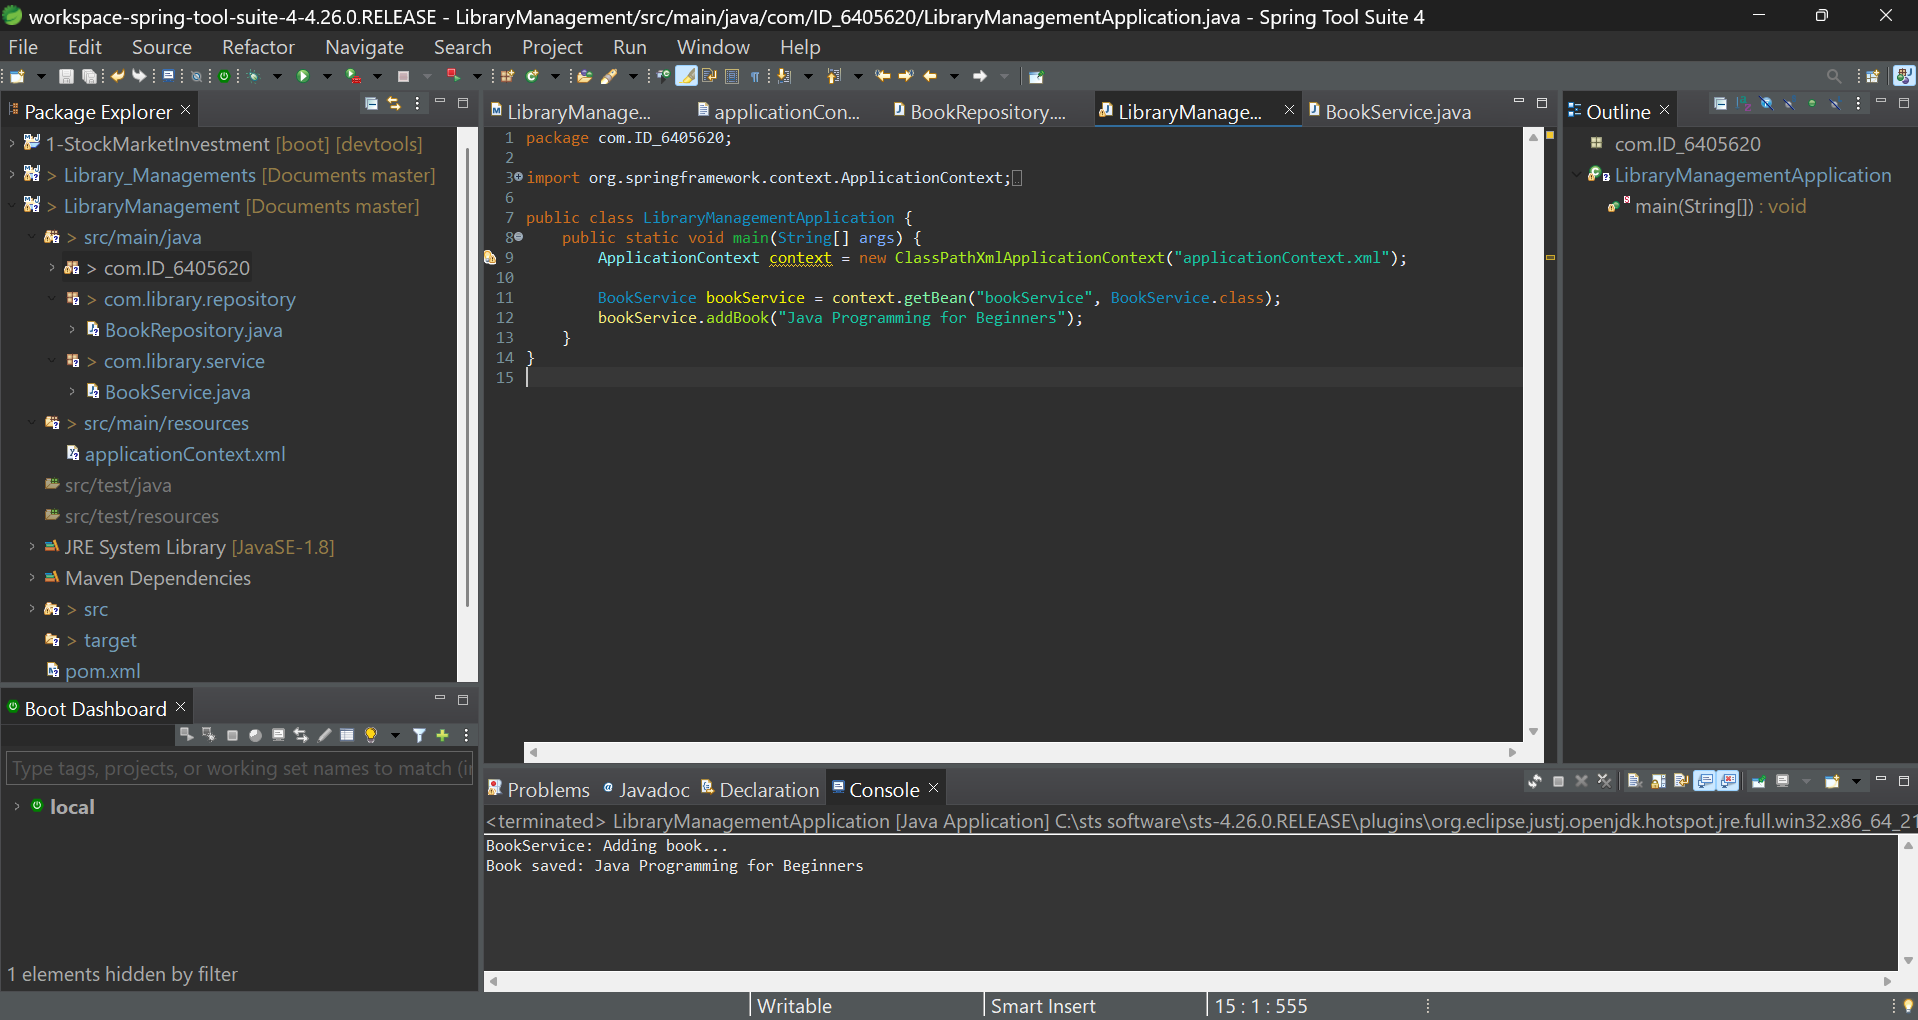 workspace-spring-tool-suite-4-4.26.0.RELEASE - LibraryManagement/src/main/java/com/ID_6405620/LibraryManagementApplication.java - Spring Tool Suite 4
File Edit Source Refactor Navigate Search Project Run Window Help
Package Explorer
1-StockMarketInvestment [boot] [devtools]
> Library_Managements [Documents master]
> LibraryManagement [Documents master]
> src/main/java
> com.ID_6405620
> com.library.repository
BookRepository.java
> com.library.service
BookService.java
> src/main/resources
applicationContext.xml
src/test/java
src/test/resources
JRE System Library [JavaSE-1.8]
Maven Dependencies
> src
> target
pom.xml
Boot Dashboard
Type tags, projects, or working set names to match (in
local
1 elements hidden by filter
LibraryManage... applicationCon... BookRepository.... LibraryManage... BookService.java
1 package com.ID_6405620;
2
3 import org.springframework.context.ApplicationContext;
6
7 public class LibraryManagementApplication {
8 public static void main(String[] args) {
9 ApplicationContext context = new ClassPathXmlApplicationContext("applicationContext.xml");
10
11 BookService bookService = context.getBean("bookService", BookService.class);
12 bookService.addBook("Java Programming for Beginners");
13 }
14 }
15
Outline
com.ID_6405620
LibraryManagementApplication
main(String[]) : void
Problems Javadoc Declaration Console
<terminated> LibraryManagementApplication [Java Application] C:\sts software\sts-4.26.0.RELEASE\plugins\org.eclipse.justj.openjdk.hotspot.jre.full.win32.x86_64_21
BookService: Adding book...
Book saved: Java Programming for Beginners
Writable Smart Insert 15 : 1 : 555